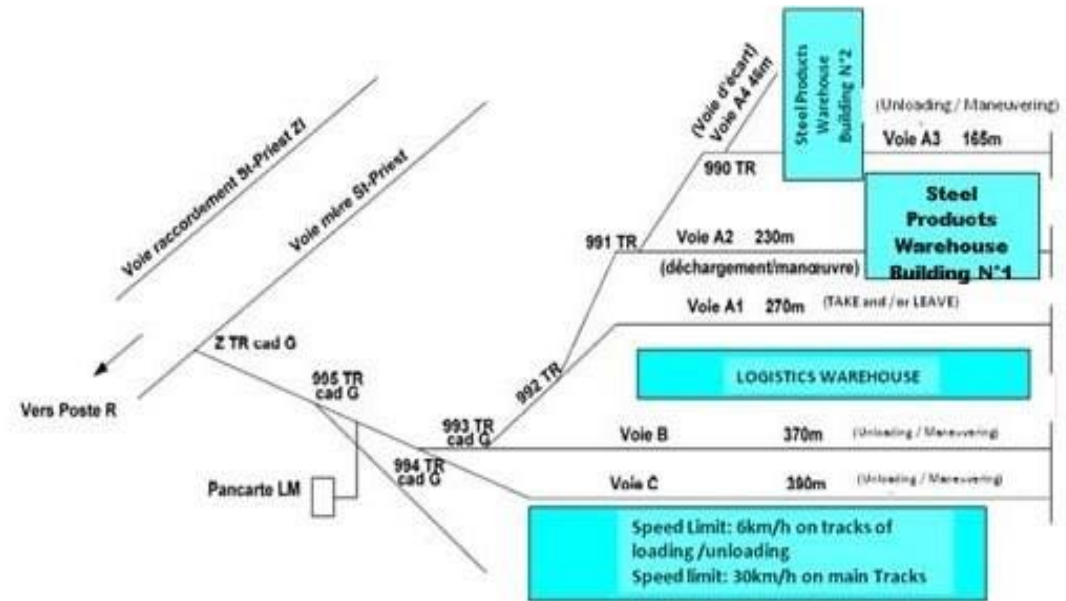 Voie raccordement St-Priest ZI
Voie mère St-Priest
(Voie d'écart)
Voie A4 46m
Steel Products
Warehouse
Building N°2
(Unloading / Maneuvering)
Voie A3 165m
990 TR
Steel
Products
Warehouse
Building N°1
991 TR
Voie A2 230m
(déchargement/manœuvre)
Voie A1 270m (TAKE and / or LEAVE)
Z TR cad G
992 TR
LOGISTICS WAREHOUSE
995 TR
cad G
Vers Poste R
993 TR
cad G
Voie B 370m (Unloading / Maneuvering)
994 TR
cad G
Voie C 390m (Unloading / Maneuvering)
Pancarte LM
Speed Limit: 6km/h on tracks of
loading /unloading
Speed limit: 30km/h on main Tracks